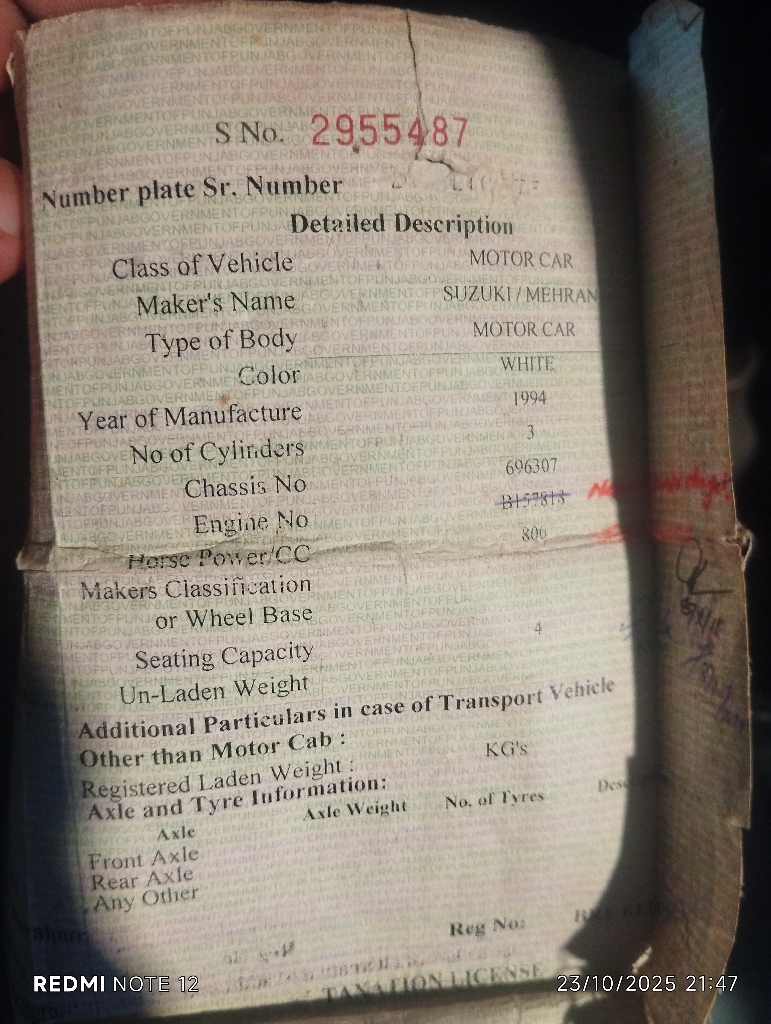 S No. 2955487
Number plate Sr. Number
Detailed Description
Class of Vehicle MOTOR CAR
Maker's Name SUZUKI / MEHRAN
Type of Body MOTOR CAR
Color WHITE
Year of Manufacture 1994
No of Cylinders 3
Chassis No 696307
Engine No B157813
Horse Power/CC 800
Makers Classification
or Wheel Base
Seating Capacity 4
Un-Laden Weight
Additional Particulars in case of Transport Vehicle
Other than Motor Cab :
Registered Laden Weight : KG's
Axle and Tyre Information:
Axle Axle Weight No. of Tyres
Front Axle
Rear Axle
Any Other
Reg No:
TAXATION LICENSE
REDMI NOTE 12 23/10/2025 21:47